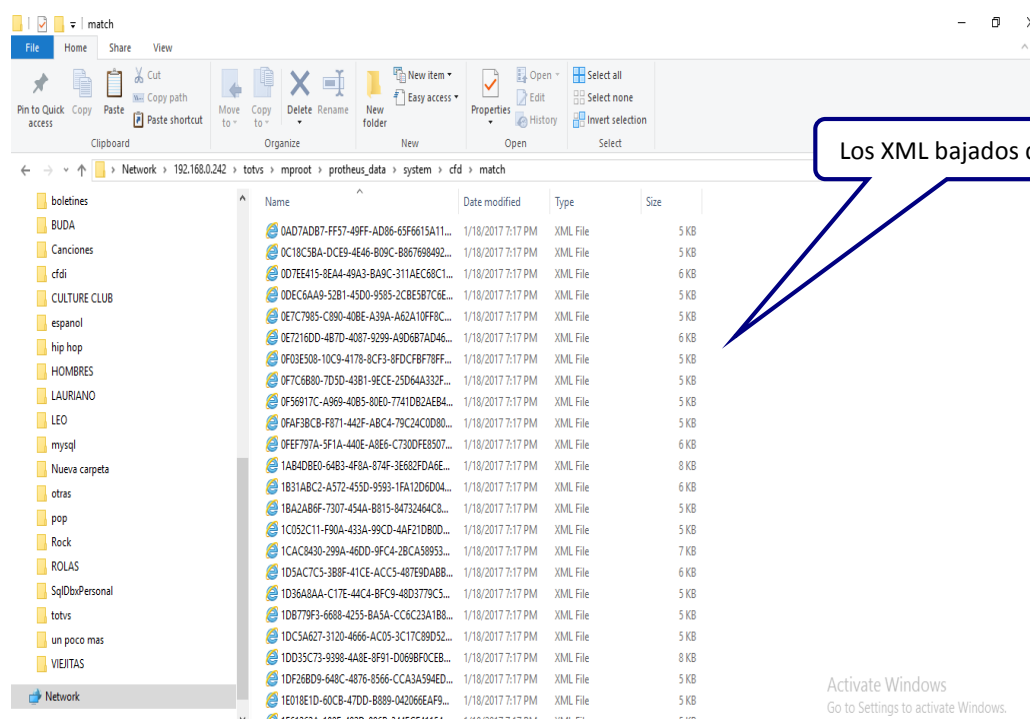 match
File Home Share View
Pin to Quick access
Copy
Paste
Cut
Copy path
Paste shortcut
Clipboard
Move to
Copy to
Delete
Rename
Organize
New folder
New item
Easy access
New
Properties
Open
Edit
History
Open
Select all
Select none
Invert selection
Select
Los XML bajados
Network > 192.168.0.242 > totvs > mproot > protheus_data > system > cfd > match
boletines
BUDA
Canciones
cfdi
CULTURE CLUB
espanol
hip hop
HOMBRES
LAURIANO
LEO
mysql
Nueva carpeta
otras
pop
Rock
ROLAS
SqlDbxPersonal
totvs
un poco mas
VIEJITAS
Network
Name Date modified Type Size
0AD7ADB7-FF57-49FF-AD86-65F6615A11... 1/18/2017 7:17 PM XML File 5 KB
0C18C5BA-DCE9-4E46-B09C-B867698492... 1/18/2017 7:17 PM XML File 5 KB
0D7EE415-8EA4-49A3-BA9C-311AEC68C1... 1/18/2017 7:17 PM XML File 6 KB
0DEC6AA9-52B1-45D0-9585-2CBE5B7C6E... 1/18/2017 7:17 PM XML File 5 KB
0E7C7985-C890-40BE-A39A-A62A10FF8C... 1/18/2017 7:17 PM XML File 5 KB
0E7216DD-4B7D-4087-9299-A9D6B7AD46... 1/18/2017 7:17 PM XML File 6 KB
0F03E508-10C9-4178-8CF3-8FDCFBF78FF... 1/18/2017 7:17 PM XML File 5 KB
0F7C6B80-7D5D-43B1-9ECE-25D64A332F... 1/18/2017 7:17 PM XML File 5 KB
0F56917C-A969-40B5-80E0-7741DB2AEB4... 1/18/2017 7:17 PM XML File 5 KB
0FAF3BCB-F871-442F-ABC4-79C24C0D80... 1/18/2017 7:17 PM XML File 5 KB
0FEF797A-5F1A-440E-A8E6-C730DFE8507... 1/18/2017 7:17 PM XML File 6 KB
1AB4DBE0-64B3-4F8A-874F-3E682FDA6E... 1/18/2017 7:17 PM XML File 8 KB
1B31ABC2-A572-455D-9593-1FA12D6D04... 1/18/2017 7:17 PM XML File 6 KB
1BA2AB6F-7307-454A-B815-84732464C8... 1/18/2017 7:17 PM XML File 5 KB
1C052C11-F90A-433A-99CD-4AF21DB0D... 1/18/2017 7:17 PM XML File 5 KB
1CAC8430-299A-46DD-9FC4-2BCA58953... 1/18/2017 7:17 PM XML File 7 KB
1D5AC7C5-3B8F-41CE-ACC5-487E9DABB... 1/18/2017 7:17 PM XML File 6 KB
1D36A8AA-C17E-44C4-BFC9-48D3779C5... 1/18/2017 7:17 PM XML File 5 KB
1DB779F3-6688-4255-BA5A-CC6C23A1B8... 1/18/2017 7:17 PM XML File 5 KB
1DC5A627-3120-4666-AC05-3C17C89D52... 1/18/2017 7:17 PM XML File 5 KB
1DD35C73-9398-4A8E-8F91-D069BF0CEB... 1/18/2017 7:17 PM XML File 8 KB
1DF26BD9-648C-4876-8566-CCA3A594ED... 1/18/2017 7:17 PM XML File 5 KB
1E018E1D-60CB-47DD-B889-042066EAF9... 1/18/2017 7:17 PM XML File 5 KB
Activate Windows
Go to Settings to activate Windows.